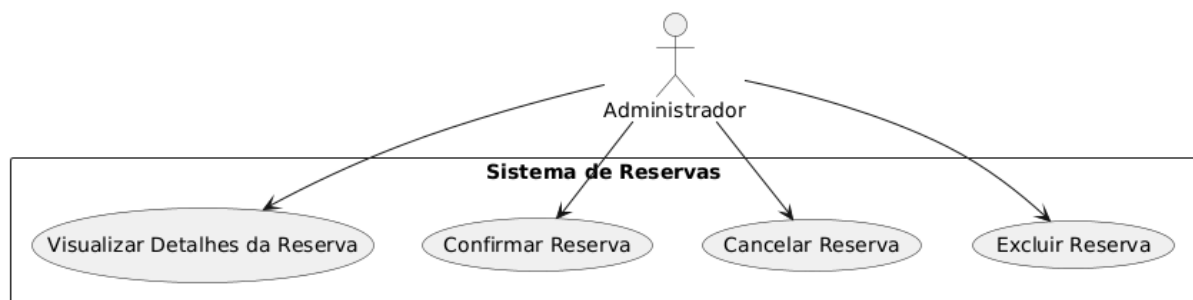 Administrador
Sistema de Reservas
Visualizar Detalhes da Reserva
Confirmar Reserva
Cancelar Reserva
Excluir Reserva